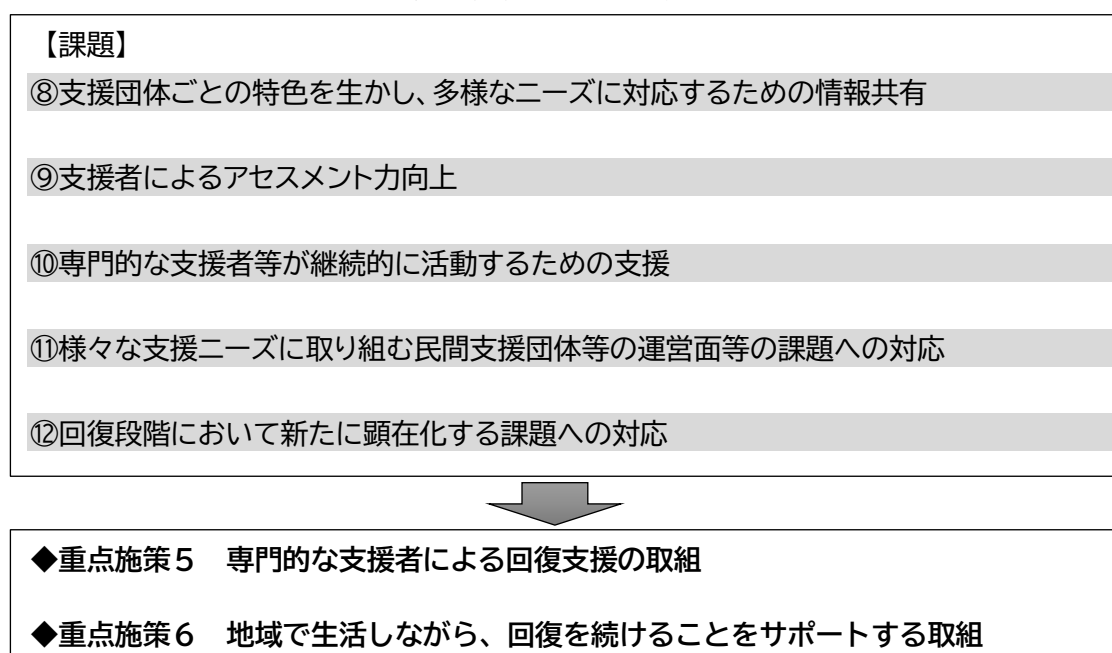 【課題】
⑧支援団体ごとの特色を生かし、多様なニーズに対応するための情報共有
⑨支援者によるアセスメント力向上
⑩専門的な支援者等が継続的に活動するための支援
⑪様々な支援ニーズに取り組む民間支援団体等の運営面等の課題への対応
⑫回復段階において新たに顕在化する課題への対応
◆重点施策５　専門的な支援者による回復支援の取組
◆重点施策６　地域で生活しながら、回復を続けることをサポートする取組